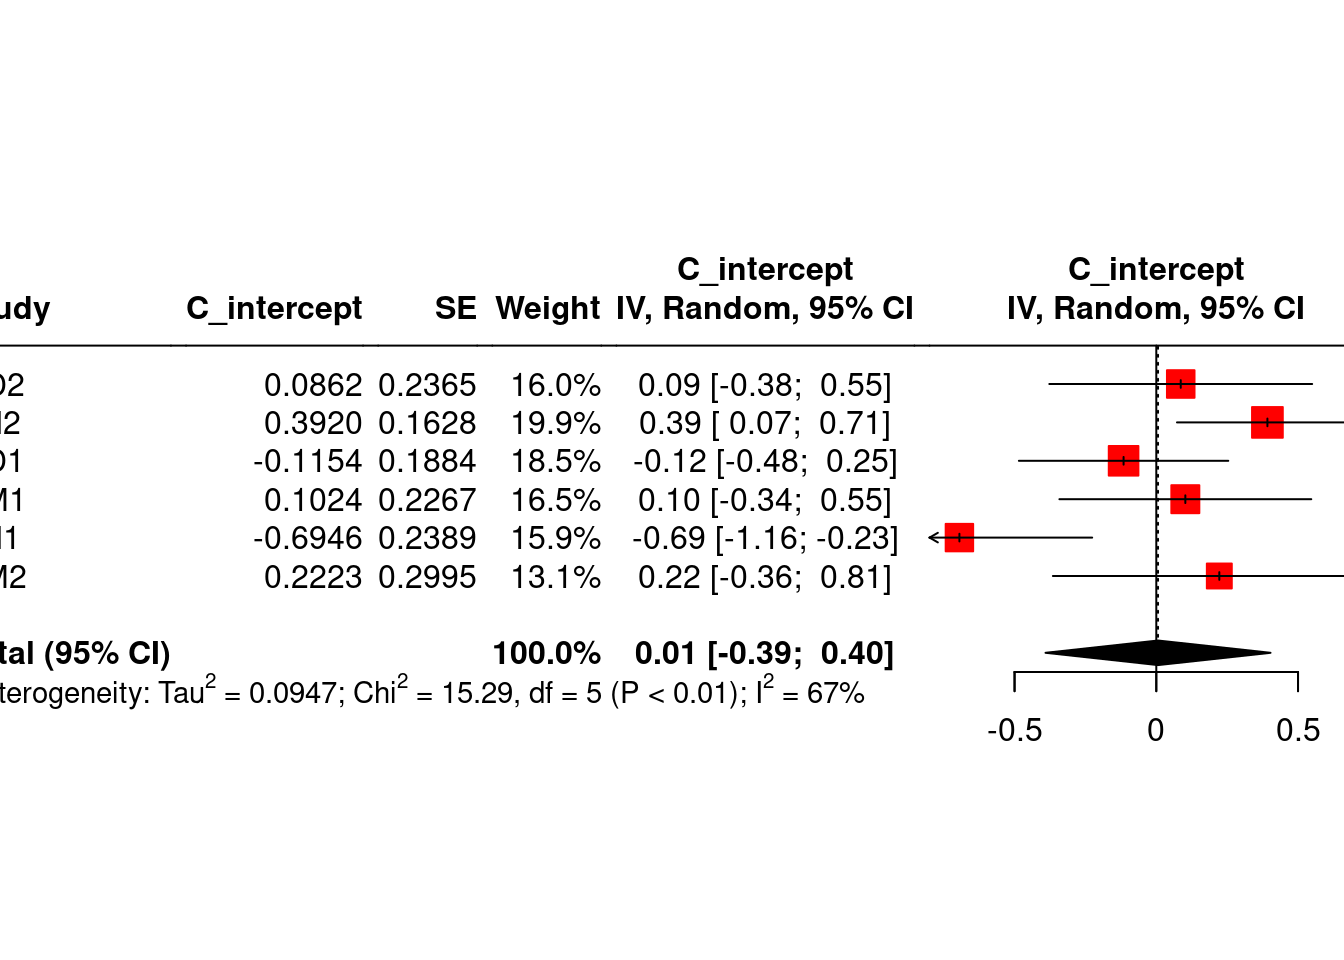 C_intercept C_intercept
udy C_intercept SE Weight IV, Random, 95% CI IV, Random, 95% CI
2 0.0862 0.2365 16.0% 0.09 [-0.38; 0.55]
2 0.3920 0.1628 19.9% 0.39 [ 0.07; 0.71]
1 -0.1154 0.1884 18.5% -0.12 [-0.48; 0.25]
M1 0.1024 0.2267 16.5% 0.10 [-0.34; 0.55]
1 -0.6946 0.2389 15.9% -0.69 [-1.16; -0.23]
M2 0.2223 0.2995 13.1% 0.22 [-0.36; 0.81]
tal (95% CI) 100.0% 0.01 [-0.39; 0.40]
terogeneity: Tau² = 0.0947; Chi² = 15.29, df = 5 (P < 0.01); I² = 67%
-0.5 0 0.5